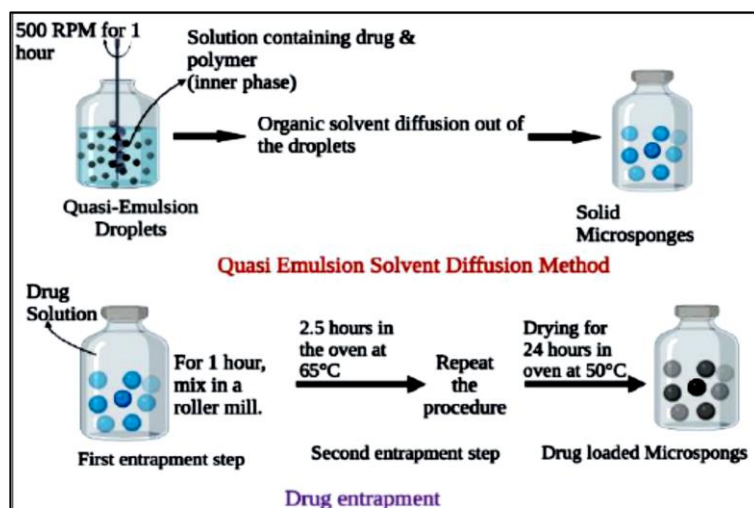 500 RPM for 1
hour
Solution containing drug &
polymer
(inner phase)
Organic solvent diffusion out of
the droplets
Quasi-Emulsion
Droplets
Solid
Microsponges
Quasi Emulsion Solvent Diffusion Method
Drug
Solution
For 1 hour,
mix in a
roller mill.
2.5 hours in
the oven at
65°C
Repeat
the
procedure
Drying for
24 hours in
oven at 50°C
First entrapment step
Second entrapment step
Drug loaded Microspongs
Drug entrapment